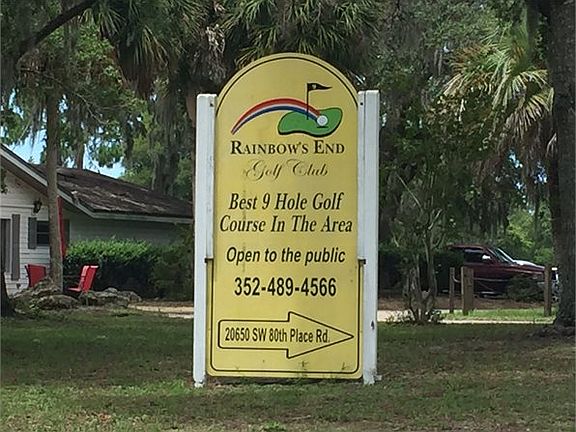 RAINBOW'S END
Golf Club
Best 9 Hole Golf
Course In The Area
Open to the public
352-489-4566
20650 SW 80th Place Rd.